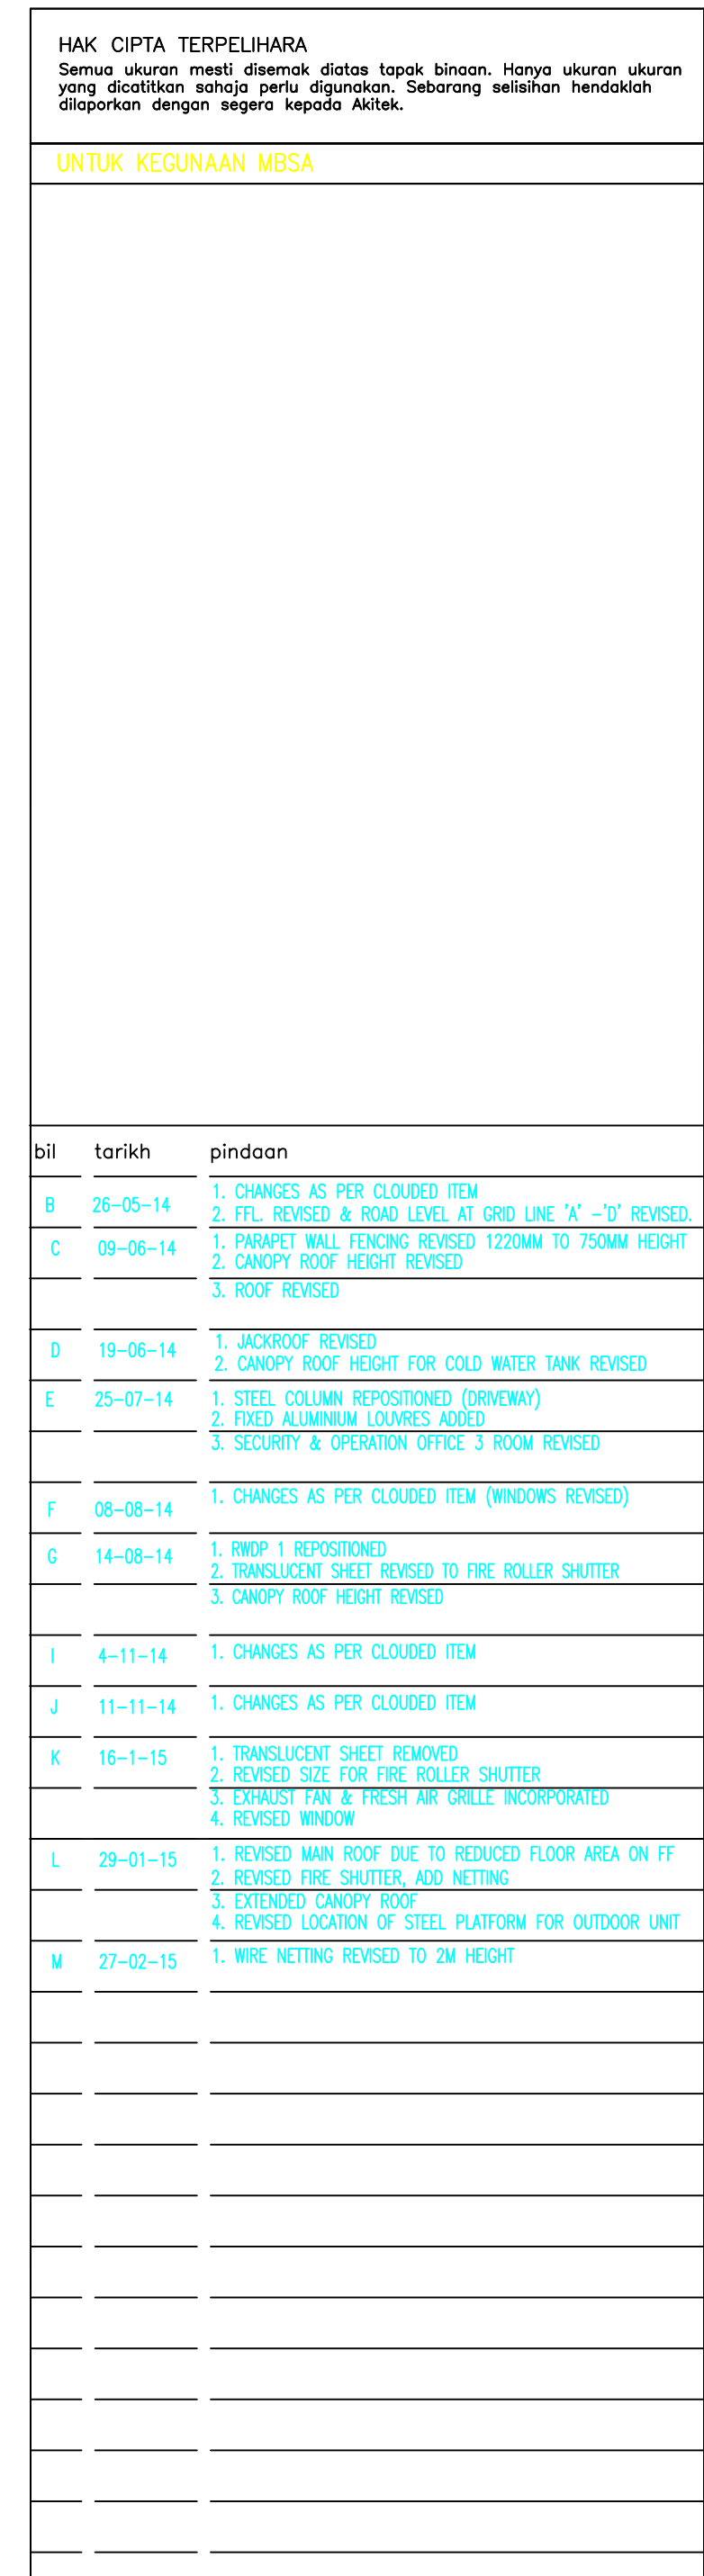 HAK CIPTA TERPELIHARA
Semua ukuran mesti disemak diatas tapak binaan. Hanya ukuran ukuran
yang dicatitkan sahaja perlu digunakan. Sebarang selisihan hendaklah
dilaporkan dengan segera kepada Akitek.
UNTUK KEGUNAAN MBSA
bil tarikh pindaan
B 26-05-14 1. CHANGES AS PER CLOUDED ITEM
2. FFL. REVISED & ROAD LEVEL AT GRID LINE 'A' -'D' REVISED.
C 09-06-14 1. PARAPET WALL FENCING REVISED 1220MM TO 750MM HEIGHT
2. CANOPY ROOF HEIGHT REVISED
3. ROOF REVISED
D 19-06-14 1. JACKROOF REVISED
2. CANOPY ROOF HEIGHT FOR COLD WATER TANK REVISED
E 25-07-14 1. STEEL COLUMN REPOSITIONED (DRIVEWAY)
2. FIXED ALUMINIUM LOUVRES ADDED
3. SECURITY & OPERATION OFFICE 3 ROOM REVISED
F 08-08-14 1. CHANGES AS PER CLOUDED ITEM (WINDOWS REVISED)
G 14-08-14 1. RWDP 1 REPOSITIONED
2. TRANSLUCENT SHEET REVISED TO FIRE ROLLER SHUTTER
3. CANOPY ROOF HEIGHT REVISED
I 4-11-14 1. CHANGES AS PER CLOUDED ITEM
J 11-11-14 1. CHANGES AS PER CLOUDED ITEM
K 16-1-15 1. TRANSLUCENT SHEET REMOVED
2. REVISED SIZE FOR FIRE ROLLER SHUTTER
3. EXHAUST FAN & FRESH AIR GRILLE INCORPORATED
4. REVISED WINDOW
L 29-01-15 1. REVISED MAIN ROOF DUE TO REDUCED FLOOR AREA ON FF
2. REVISED FIRE SHUTTER, ADD NETTING
3. EXTENDED CANOPY ROOF
4. REVISED LOCATION OF STEEL PLATFORM FOR OUTDOOR UNIT
M 27-02-15 1. WIRE NETTING REVISED TO 2M HEIGHT